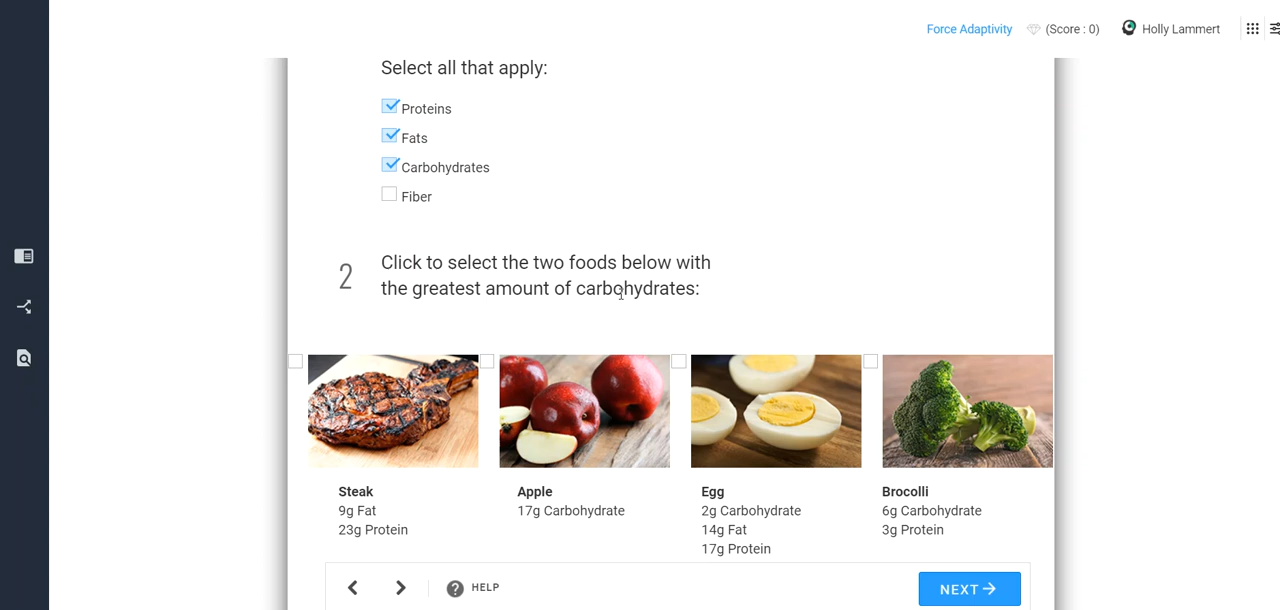 Force Adaptivity (Score : 0) Holly Lammert
Select all that apply:
Proteins
Fats
Carbohydrates
Fiber
2
Click to select the two foods below with
the greatest amount of carbohydrates:
Steak
9g Fat
23g Protein
Apple
17g Carbohydrate
Egg
2g Carbohydrate
14g Fat
17g Protein
Brocolli
6g Carbohydrate
3g Protein
HELP
NEXT